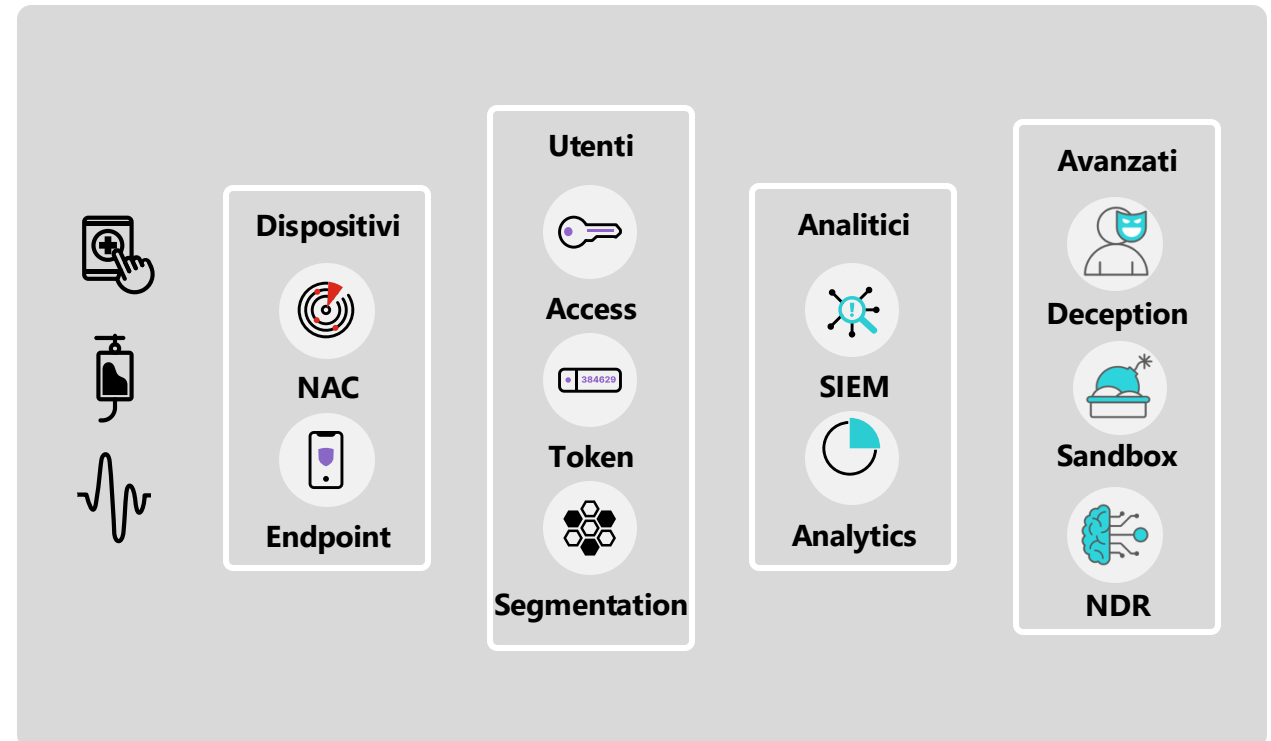 Dispositivi
NAC
Endpoint
Utenti
Access
384629
Token
Segmentation
Analitici
SIEM
Analytics
Avanzati
Deception
Sandbox
NDR